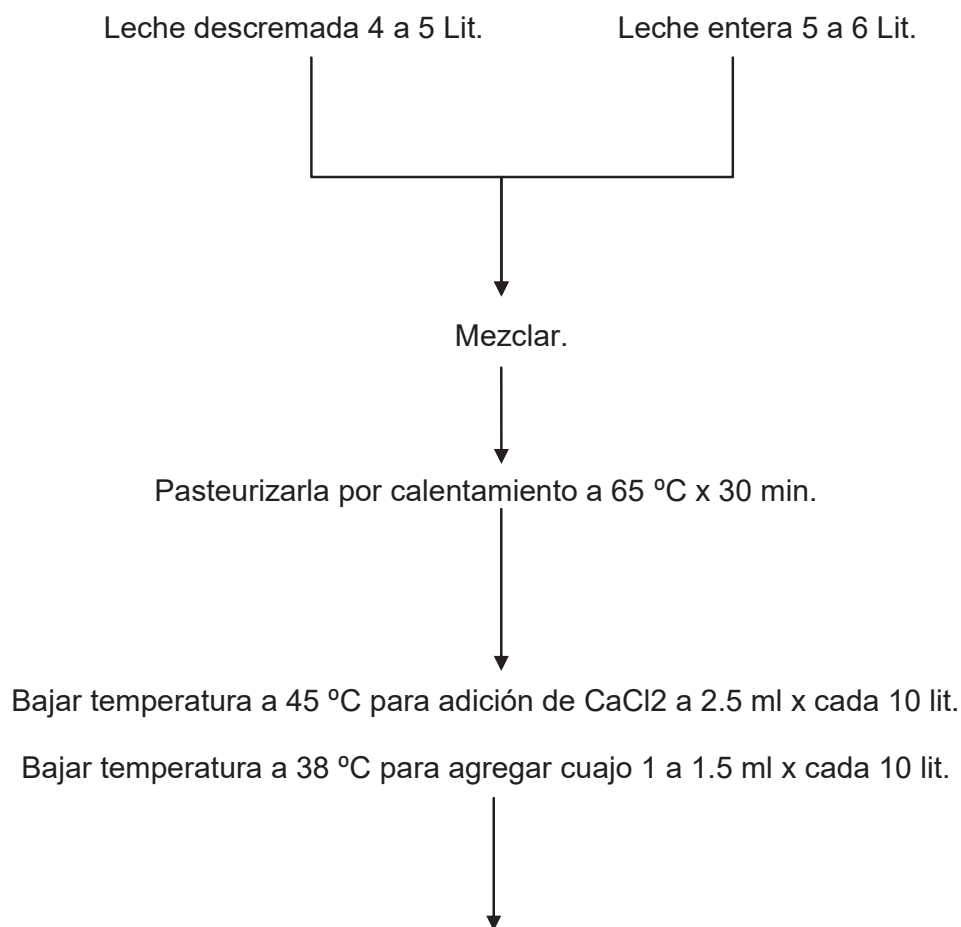 Leche descremada 4 a 5 Lit.
Leche entera 5 a 6 Lit.
Mezclar.
Pasteurizarla por calentamiento a 65 ºC x 30 min.
Bajar temperatura a 45 ºC para adición de CaCl2 a 2.5 ml x cada 10 lit.
Bajar temperatura a 38 ºC para agregar cuajo 1 a 1.5 ml x cada 10 lit.